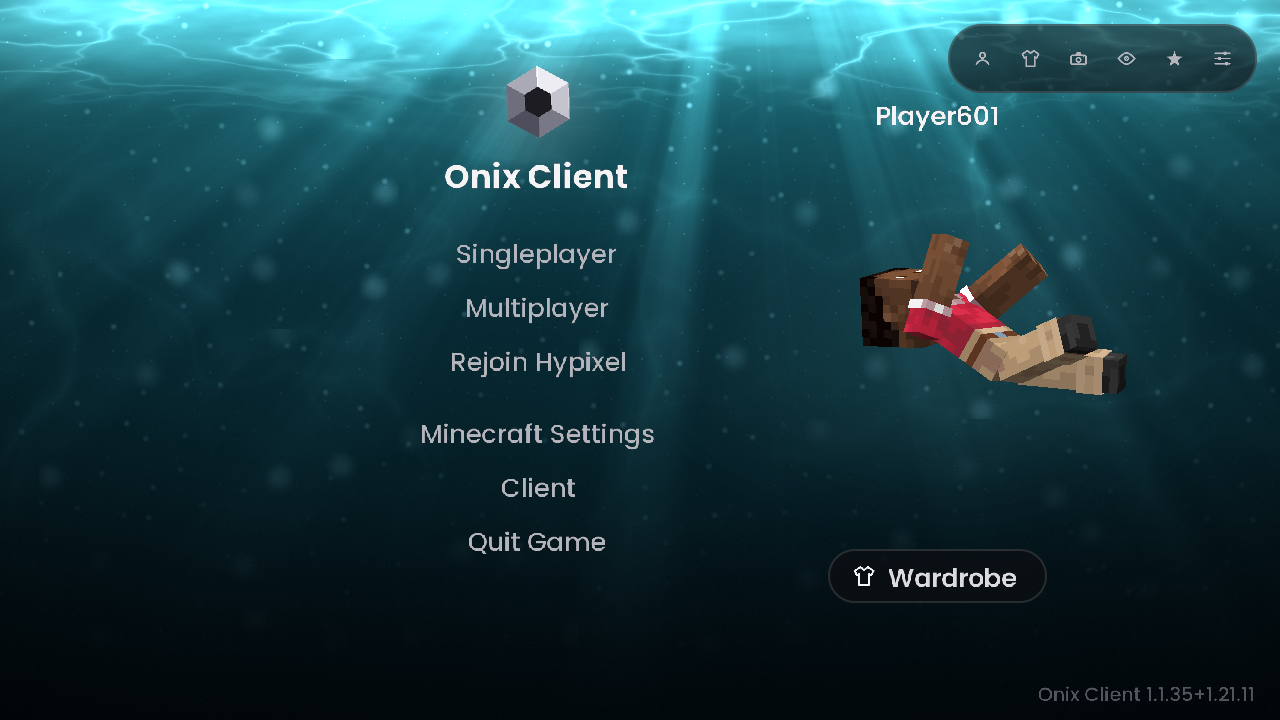 Player601
Onix Client
Singleplayer
Multiplayer
Rejoin Hypixel
Minecraft Settings
Client
Quit Game
Wardrobe
Onix Client 1.1.35+1.21.11